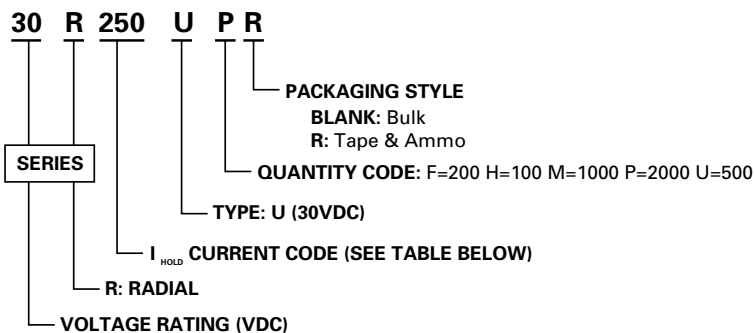 30 R 250 U P R
PACKAGING STYLE
BLANK: Bulk
R: Tape & Ammo
SERIES
QUANTITY CODE: F=200 H=100 M=1000 P=2000 U=500
TYPE: U (30VDC)
I HOLD CURRENT CODE (SEE TABLE BELOW)
R: RADIAL
VOLTAGE RATING (VDC)